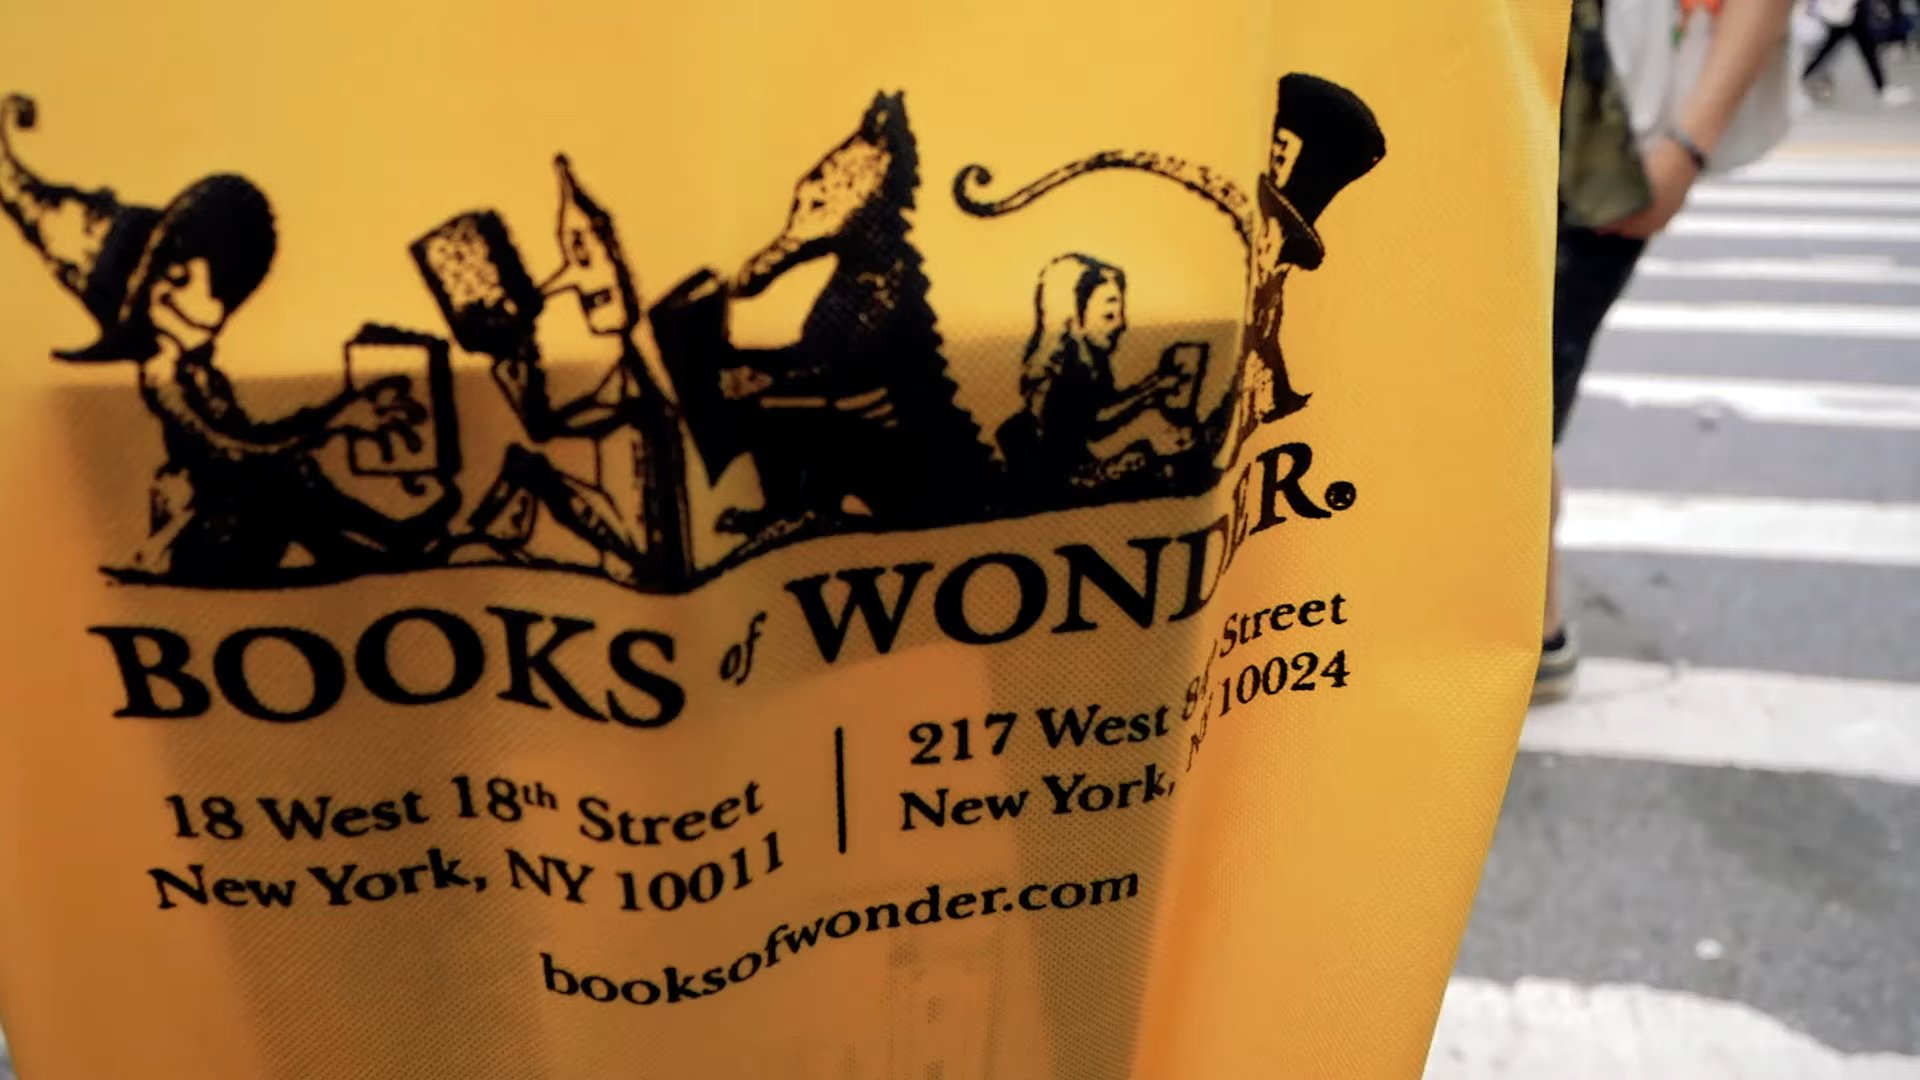 BOOKS of WONDER®
18 West 18th Street
New York, NY 10011
217 West Street
New York, NY 10024
booksofwonder.com